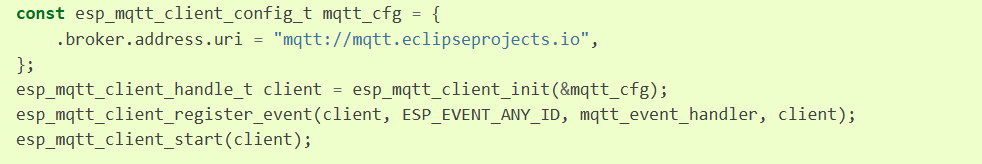 const esp_mqtt_client_config_t mqtt_cfg = {
    .broker.address.uri = "mqtt://mqtt.eclipseprojects.io",
};
esp_mqtt_client_handle_t client = esp_mqtt_client_init(&mqtt_cfg);
esp_mqtt_client_register_event(client, ESP_EVENT_ANY_ID, mqtt_event_handler, client);
esp_mqtt_client_start(client);